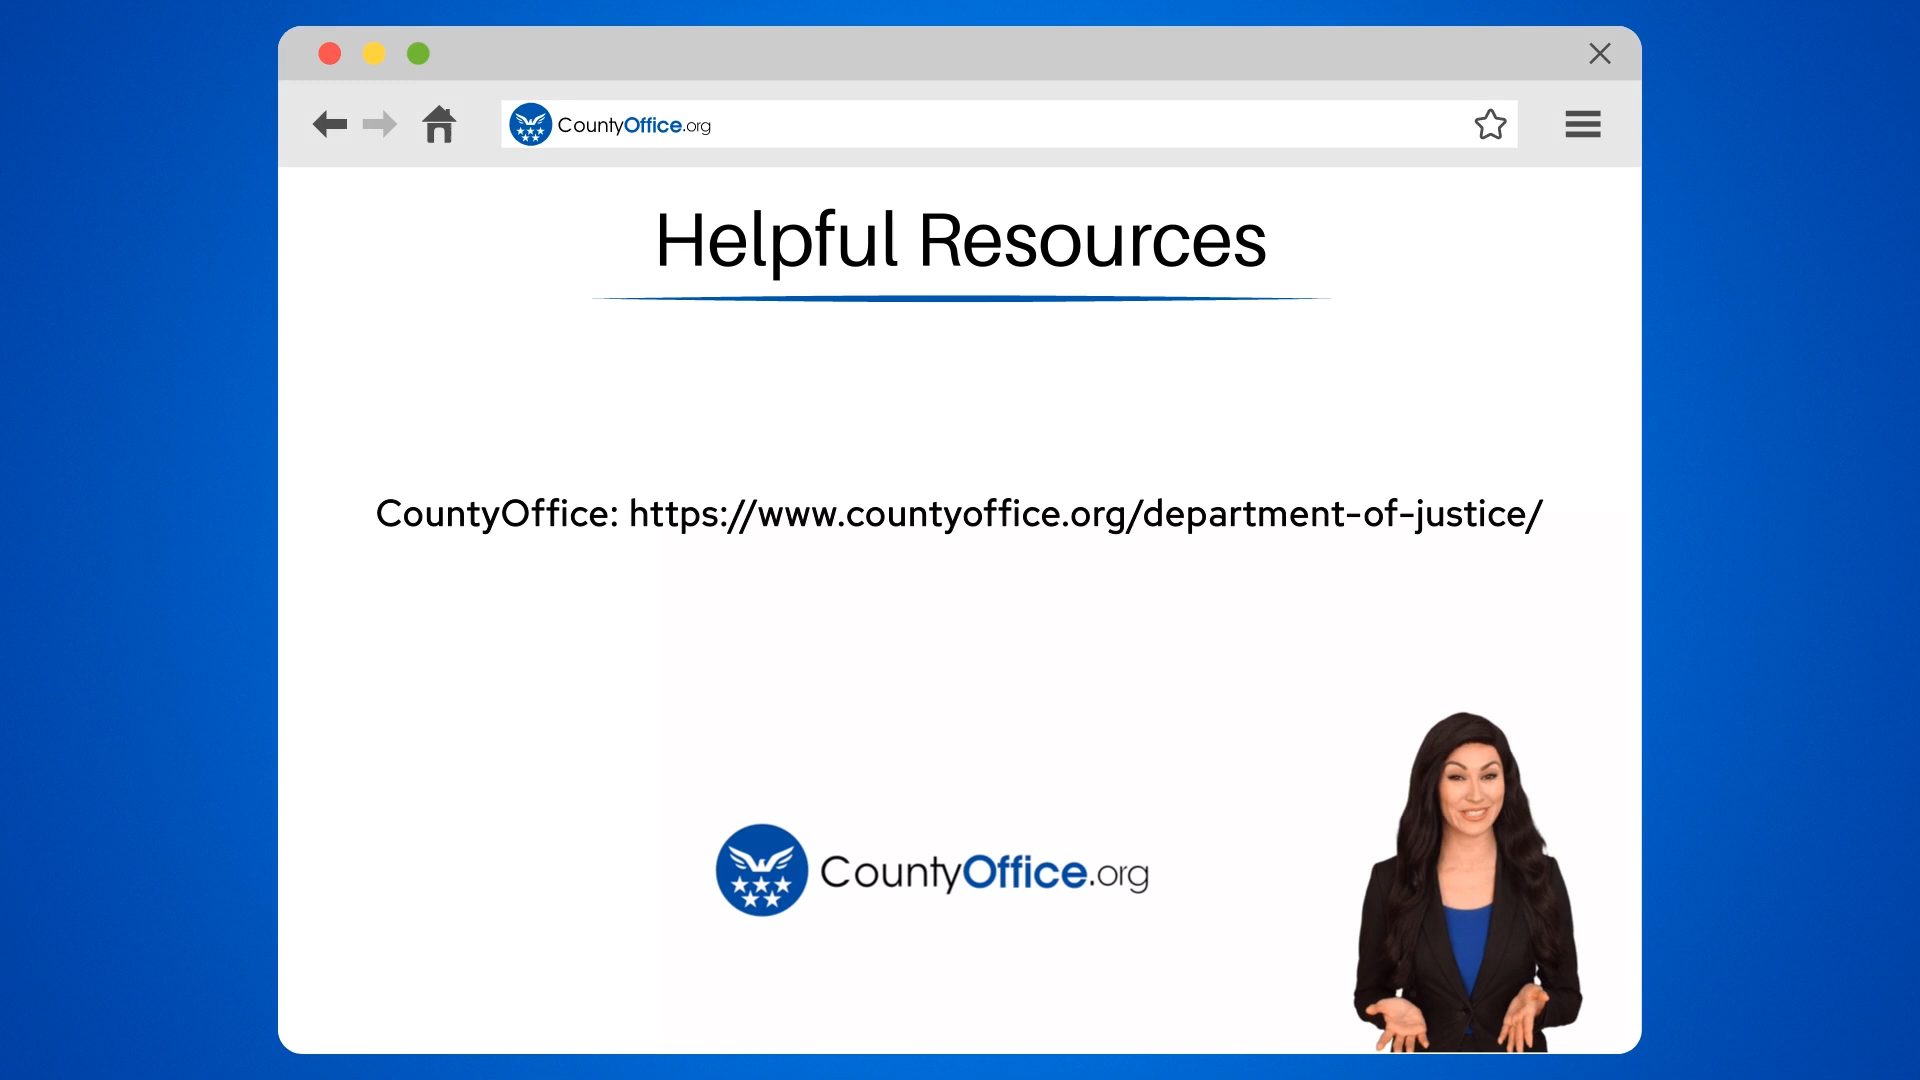 CountyOffice.org
Helpful Resources
CountyOffice: https://www.countyoffice.org/department-of-justice/
CountyOffice.org